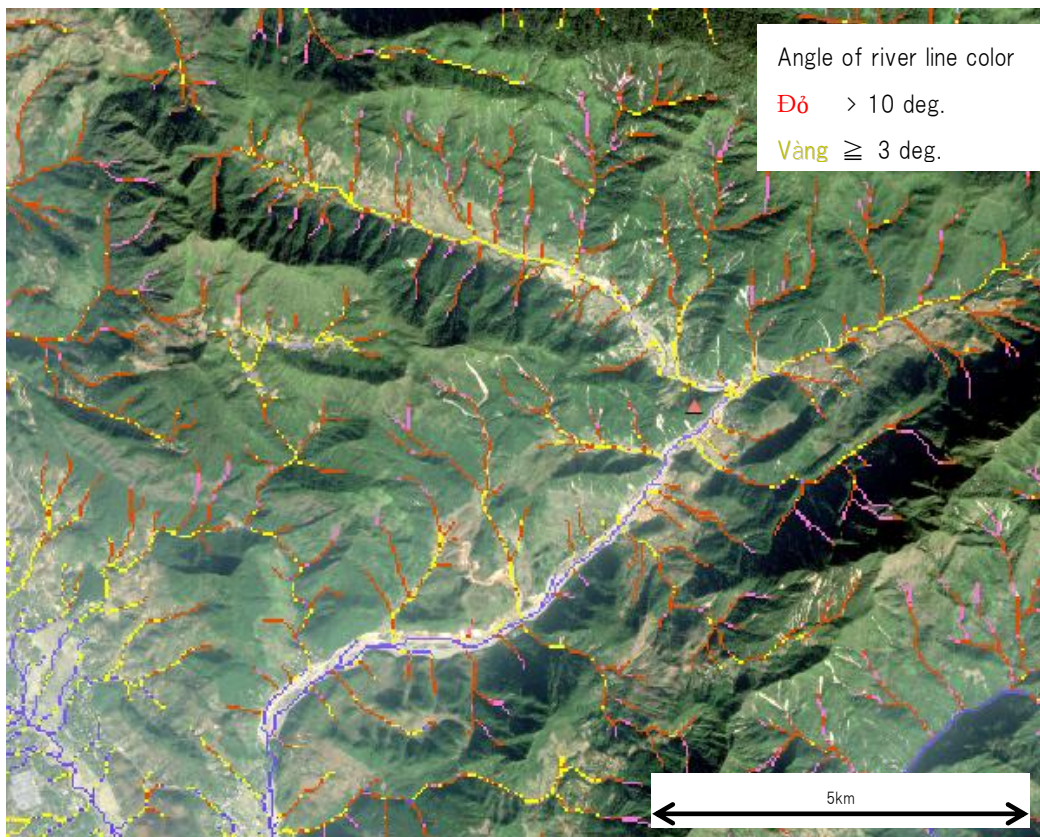 Angle of river line color
Đỏ > 10 deg.
Vàng ≧ 3 deg.
5km